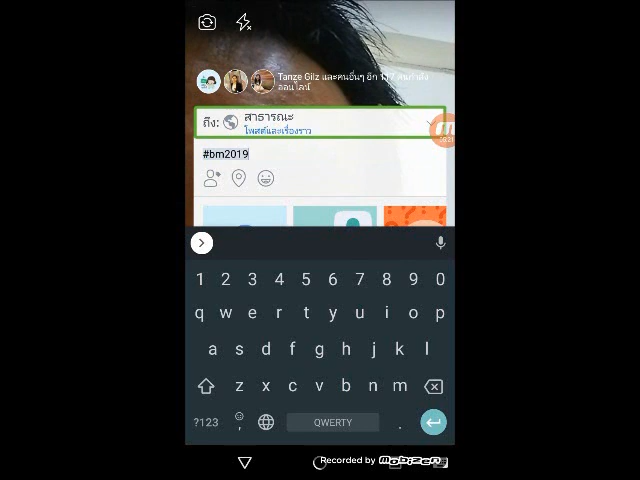 Tanze Gilz และคนอื่นๆ อีก 117 คนกำลัง
ออนไลน์
ถึง: สาธารณะ
โพสต์และเรื่องราว
#bm2019
1 2 3 4 5 6 7 8 9 0
q w e r t y u i o p
a s d f g h j k l
z x c v b n m
?123 , QWERTY .
Recorded by MOBIZEN